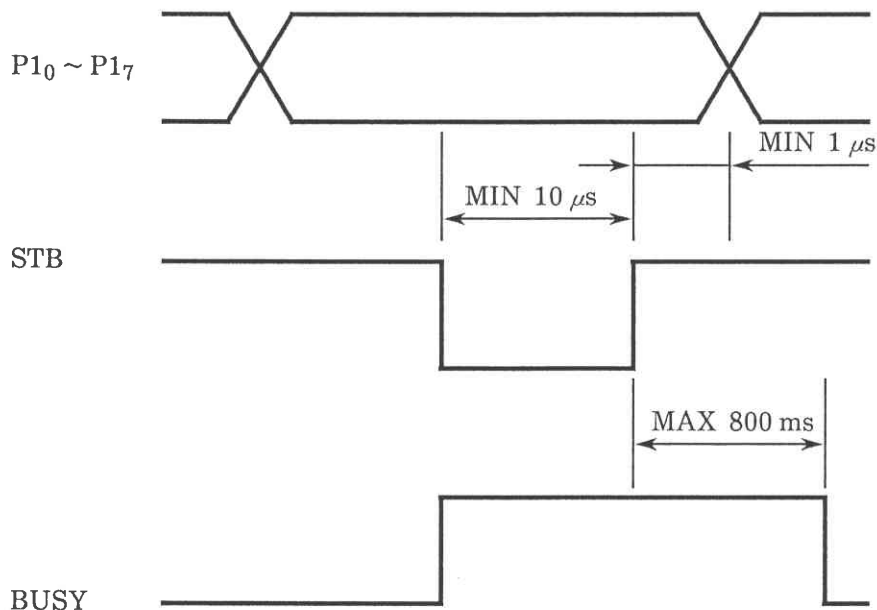 P1₀ ~ P1₇
MIN 1 μs
MIN 10 μs
STB
MAX 800 ms
BUSY